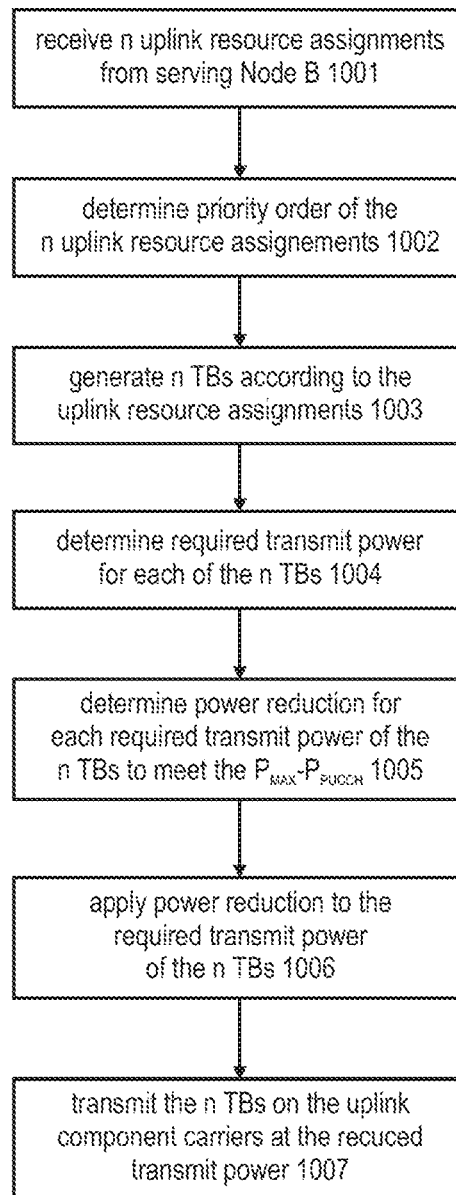 receive n uplink resource assignments
from serving Node B 1001
determine priority order of the
n uplink resource assignements 1002
generate n TBs according to the
uplink resource assignments 1003
determine required transmit power
for each of the n TBs 1004
determine power reduction for
each required transmit power of the
n TBs to meet the PMAX-PPUCCH 1005
apply power reduction to the
required transmit power
of the n TBs 1006
transmit the n TBs on the uplink
component carriers at the recuced
transmit power 1007